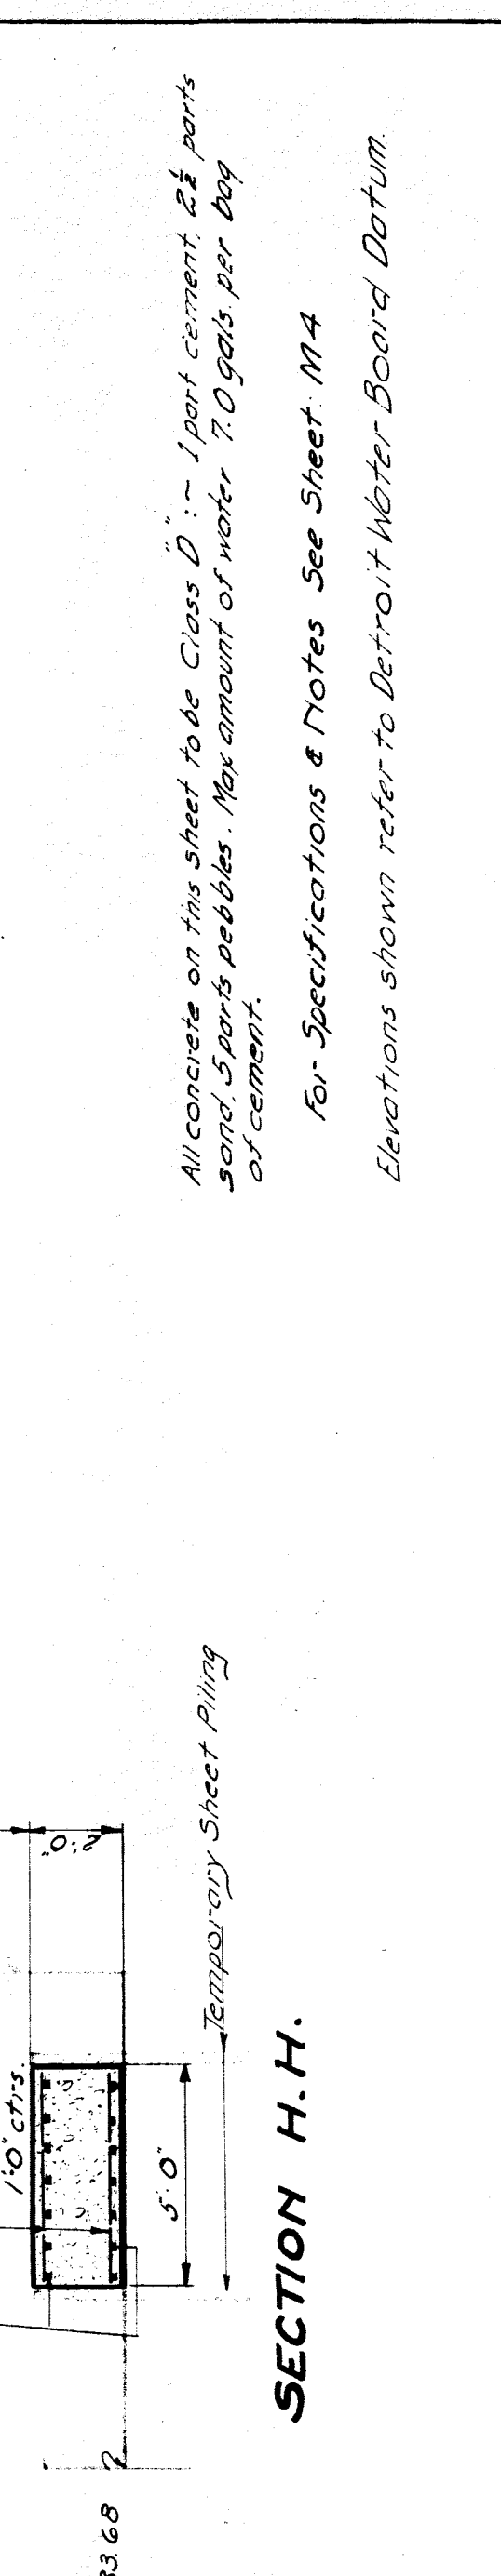 All concrete on this sheet to be Class "D" :~ 1 part cement, 2½ parts
sand, 5 parts pebbles. Max amount of water 7.0 gals. per bag
of cement.
For Specifications & Notes See Sheet M4
Elevations shown refer to Detroit Water Board Datum.
1'-0" ctrs.
2'-0"
5'-0"
Temporary Sheet Piling
SECTION H.H.
33.68